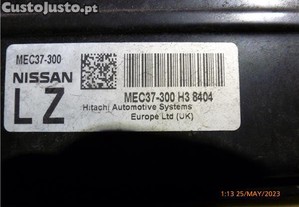 CustoJusto.pt
MEC37-300
NISSAN
LZ
MEC37-300 H3 8404
Hitachi Automotive Systems
Europe Ltd (UK)
1:13 25/MAY/2023